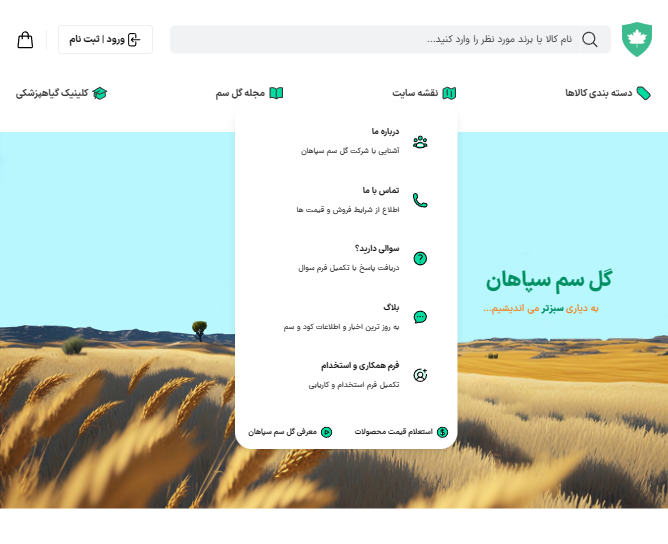 نام کالا یا برند مورد نظر را وارد کنید...
ورود | ثبت نام
دسته بندی کالاها
نقشه سایت
مجله گل سم
کلینیک گیاهپزشکی
درباره ما
آشنایی با شرکت گل سم سپاهان
تماس با ما
اطلاع از شرایط فروش و قیمت ها
سوالی دارید؟
دریافت پاسخ با تکمیل فرم سوال
بلاگ
به روز ترین اخبار و اطلاعات کود و سم
فرم همکاری و استخدام
تکمیل فرم استخدام و کاریابی
استعلام قیمت محصولات
معرفی گل سم سپاهان
گل سم سپاهان
به دیاری سبزتر می اندیشیم...